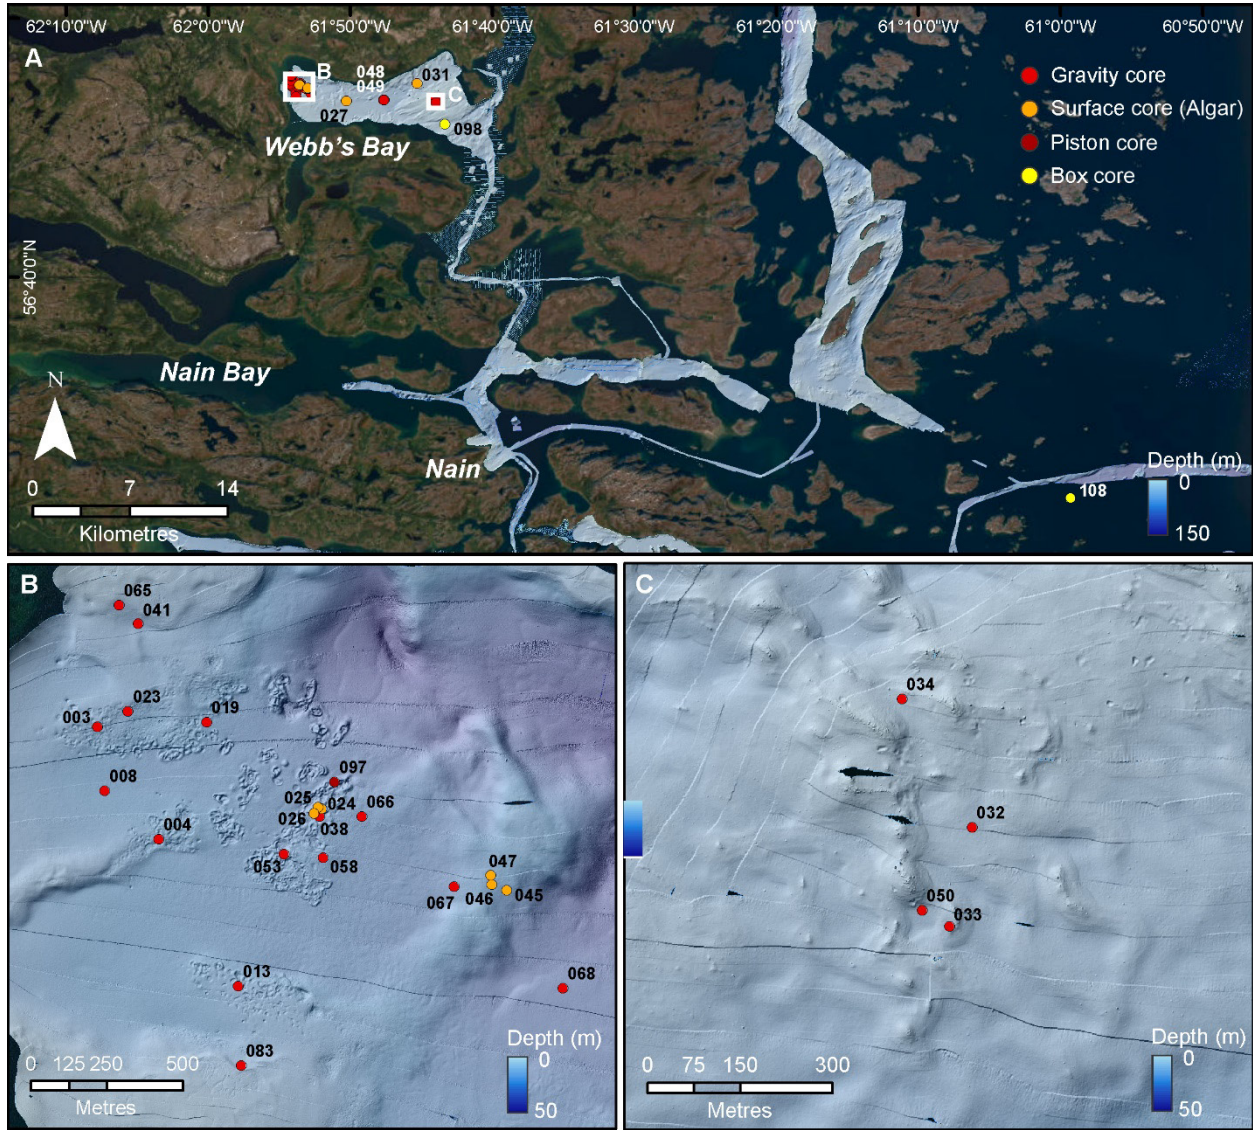 62°10'0"W 62°0'0"W 61°50'0"W 61°40'0"W 61°30'0"W 61°20'0"W 61°10'0"W 61°0'0"W 60°50'0"W
A
B
048
049
031
C
027
098
Webb's Bay
Gravity core
Surface core (Algar)
Piston core
Box core
56°40'0"N
Nain Bay
N
Nain
0 7 14
Kilometres
Depth (m)
0
150
108
B
065
041
023
003
019
008
097
025
024
026
038
066
004
053
058
047
067
046
045
013
068
083
0 125 250 500
Metres
Depth (m)
0
50
C
034
032
050
033
0 75 150 300
Metres
Depth (m)
0
50